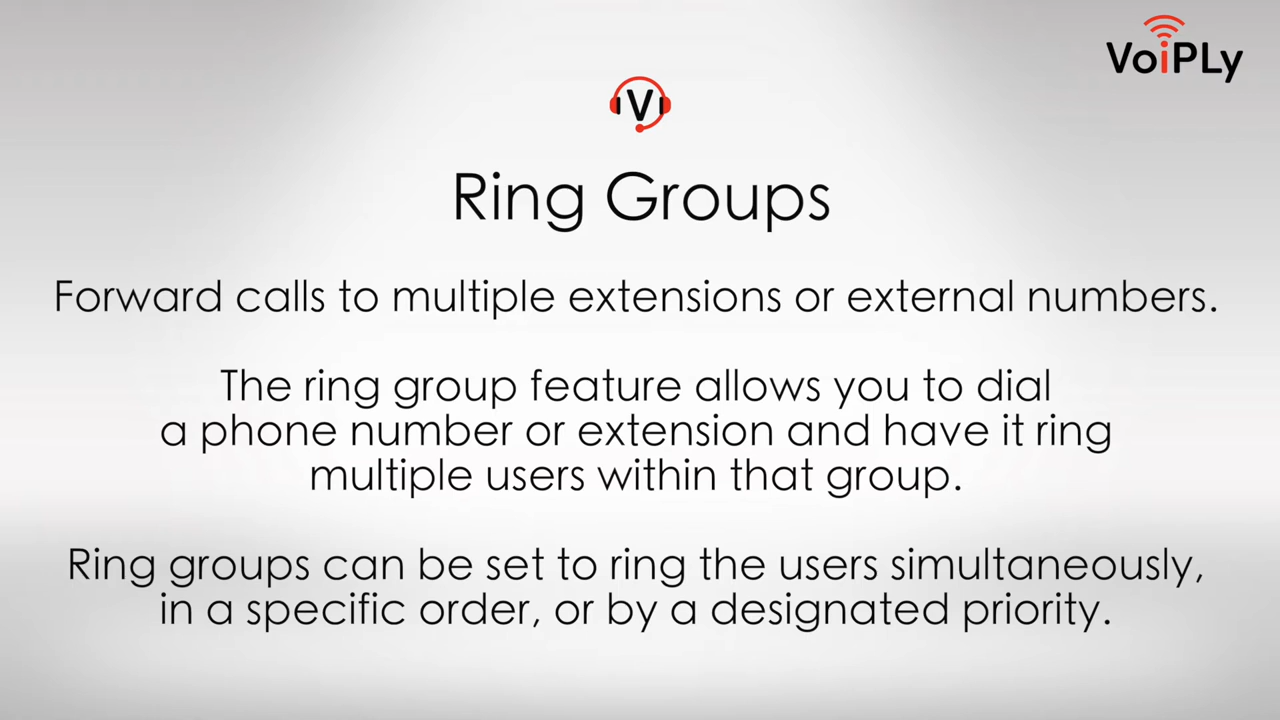 VoiPLy
V
Ring Groups
Forward calls to multiple extensions or external numbers.
The ring group feature allows you to dial
a phone number or extension and have it ring
multiple users within that group.
Ring groups can be set to ring the users simultaneously,
in a specific order, or by a designated priority.